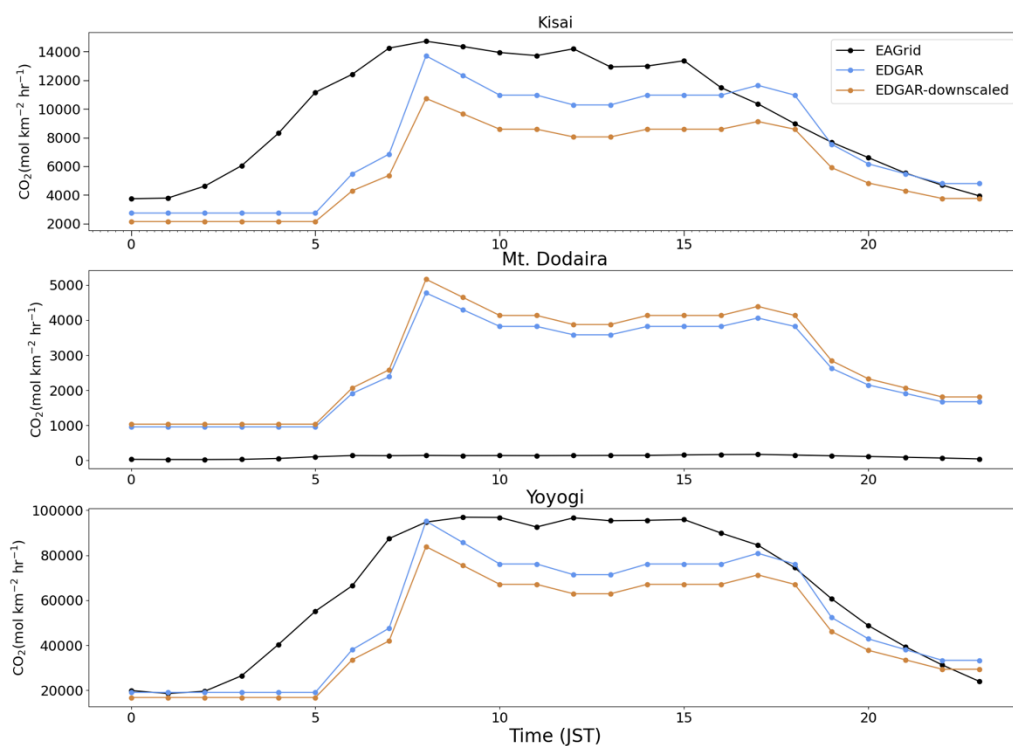 Kisai
CO₂(mol km⁻² hr⁻¹)
14000
12000
10000
8000
6000
4000
2000
EAGrid
EDGAR
EDGAR-downscaled
0 5 10 15 20
Mt. Dodaira
CO₂(mol km⁻² hr⁻¹)
5000
4000
3000
2000
1000
0
0 5 10 15 20
Yoyogi
CO₂(mol km⁻² hr⁻¹)
100000
80000
60000
40000
20000
0 5 10 15 20
Time (JST)